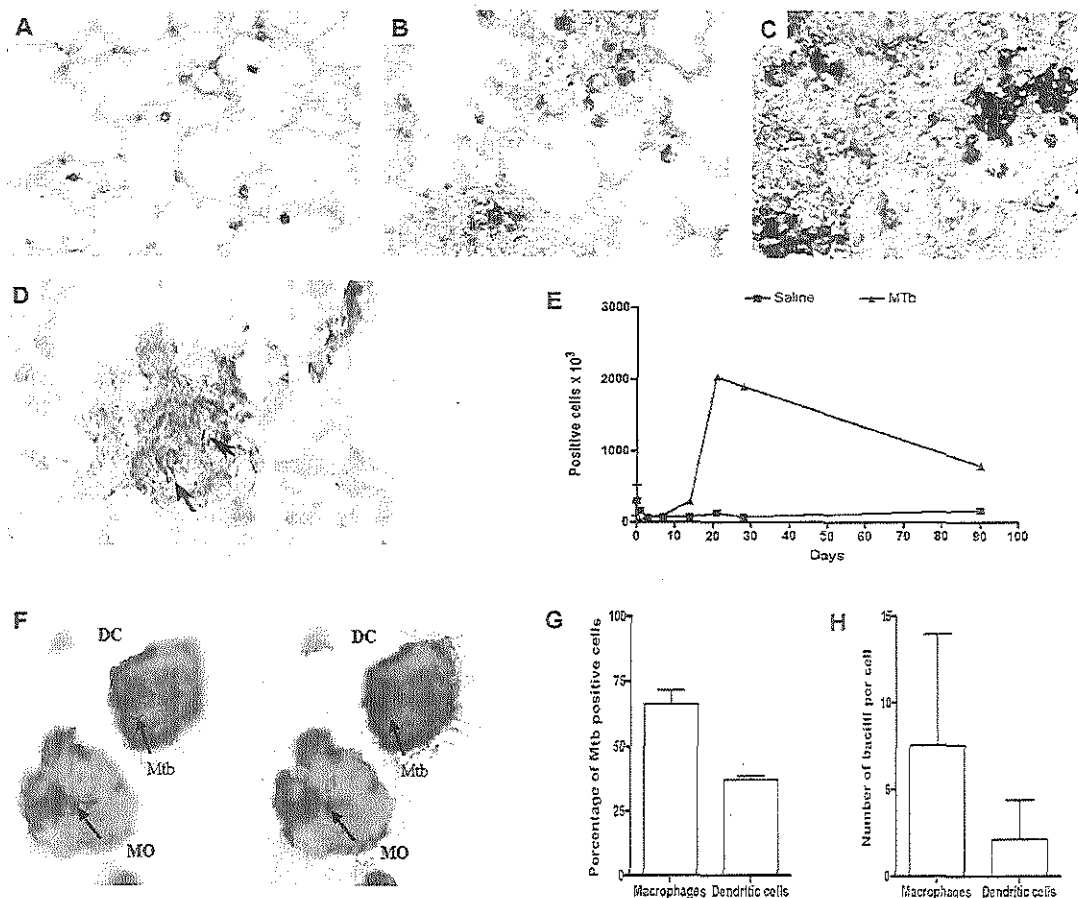 A
B
C
D
E
Saline
MTb
Positive cells x 10³
3000
2000
1000
0
0 10 20 30 40 50 60 70 80 90 100
Days
F
DC
Mtb
MO
DC
Mtb
MO
G
Percentage of Mtb positive cells
100
75
50
25
0
Macrophages Dendritic cells
H
Number of bacilli per cell
15
10
5
0
Macrophages Dendritic cells